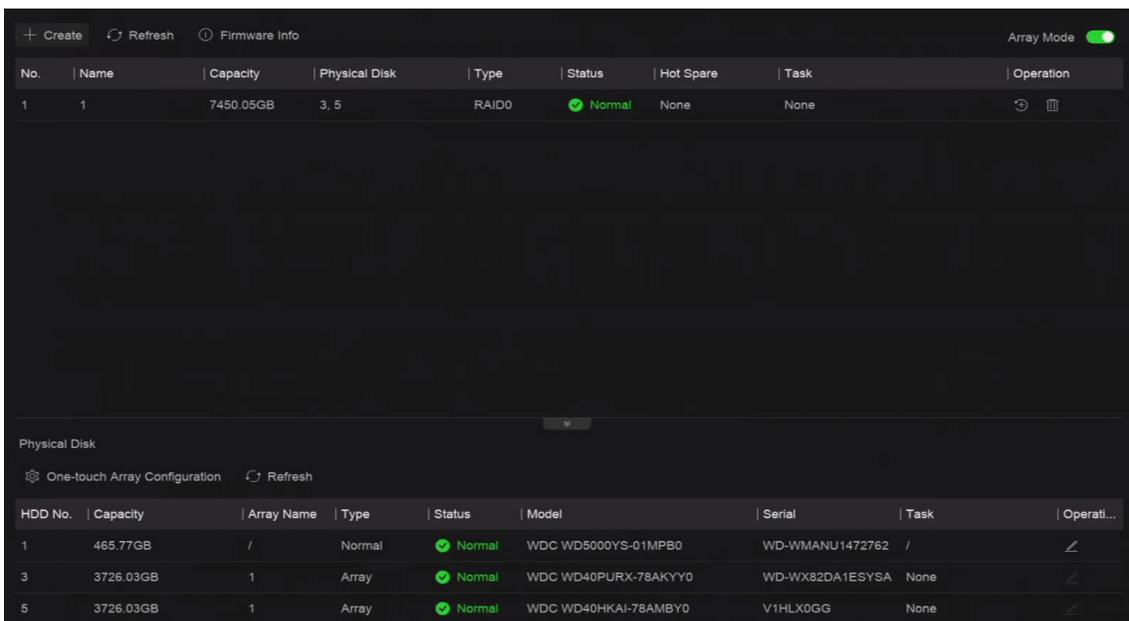 Create Refresh Firmware Info Array Mode
No. Name Capacity Physical Disk Type Status Hot Spare Task Operation
1 1 7450.05GB 3, 5 RAID0 Normal None None
Physical Disk
One-touch Array Configuration Refresh
HDD No. Capacity Array Name Type Status Model Serial Task Operati...
1 465.77GB / Normal Normal WDC WD5000YS-01MPB0 WD-WMANU1472762 /
3 3726.03GB 1 Array Normal WDC WD40PURX-78AKYY0 WD-WX82DA1ESYSA None
5 3726.03GB 1 Array Normal WDC WD40HKAI-78AMBY0 V1HLX0GG None